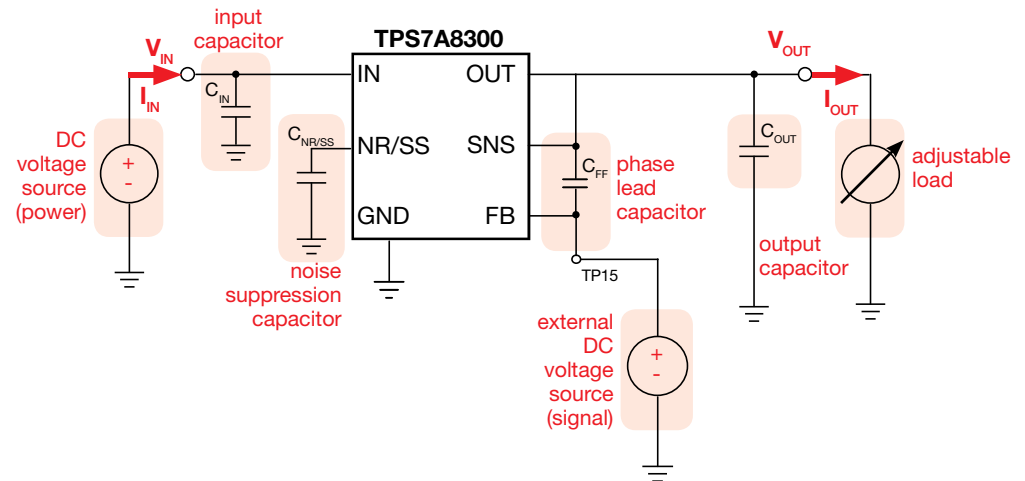 input
capacitor
TPS7A8300
V_IN
I_IN
C_IN
IN
OUT
V_OUT
I_OUT
DC
voltage
source
(power)
+
-
C_NR/SS
NR/SS
SNS
C_FF
phase
lead
capacitor
C_OUT
adjustable
load
GND
FB
noise
suppression
capacitor
TP15
output
capacitor
external
DC
voltage
source
(signal)
+
-